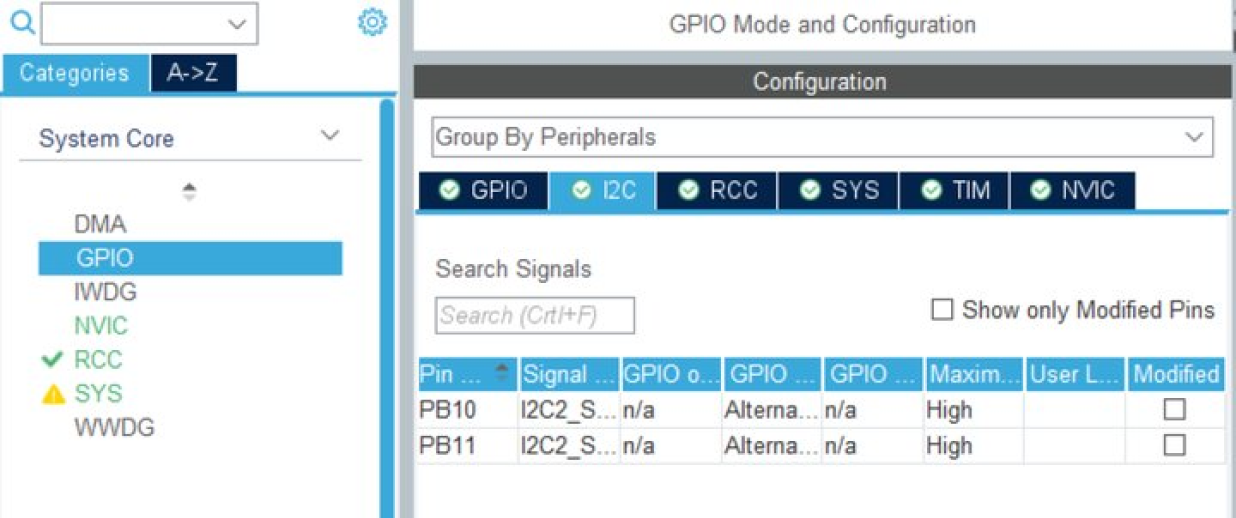 GPIO Mode and Configuration
Categories A->Z
Configuration
System Core
Group By Peripherals
GPIO I2C RCC SYS TIM NVIC
DMA
GPIO
IWDG
NVIC
RCC
SYS
WWDG
Search Signals
Search (Crtl+F)
Show only Modified Pins
Pin ... Signal ... GPIO o... GPIO ... GPIO ... Maxim... User L... Modified
PB10 I2C2_S... n/a Alterna... n/a High
PB11 I2C2_S... n/a Alterna... n/a High